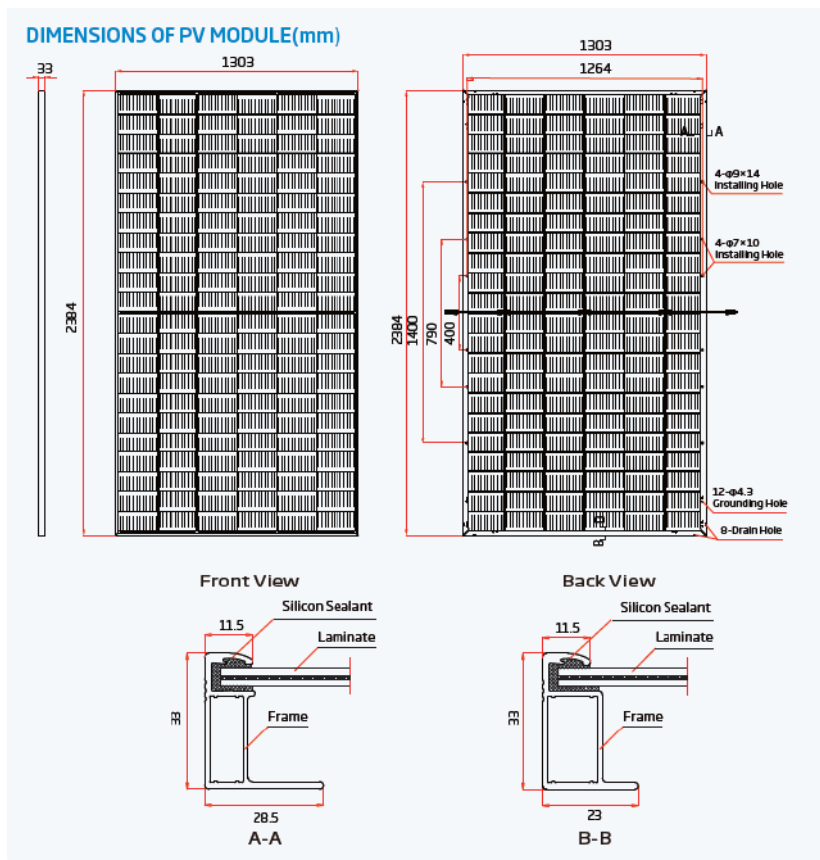 DIMENSIONS OF PV MODULE(mm)
33
1303
2384
1303
1264
A
A
4-φ9×14
Installing Hole
4-φ7×10
Installing Hole
2384
1400
790
400
12-φ4.3
Grounding Hole
8-Drain Hole
B
Front View
Back View
Silicon Sealant
11.5
Laminate
33
Frame
28.5
A-A
Silicon Sealant
11.5
Laminate
33
Frame
23
B-B